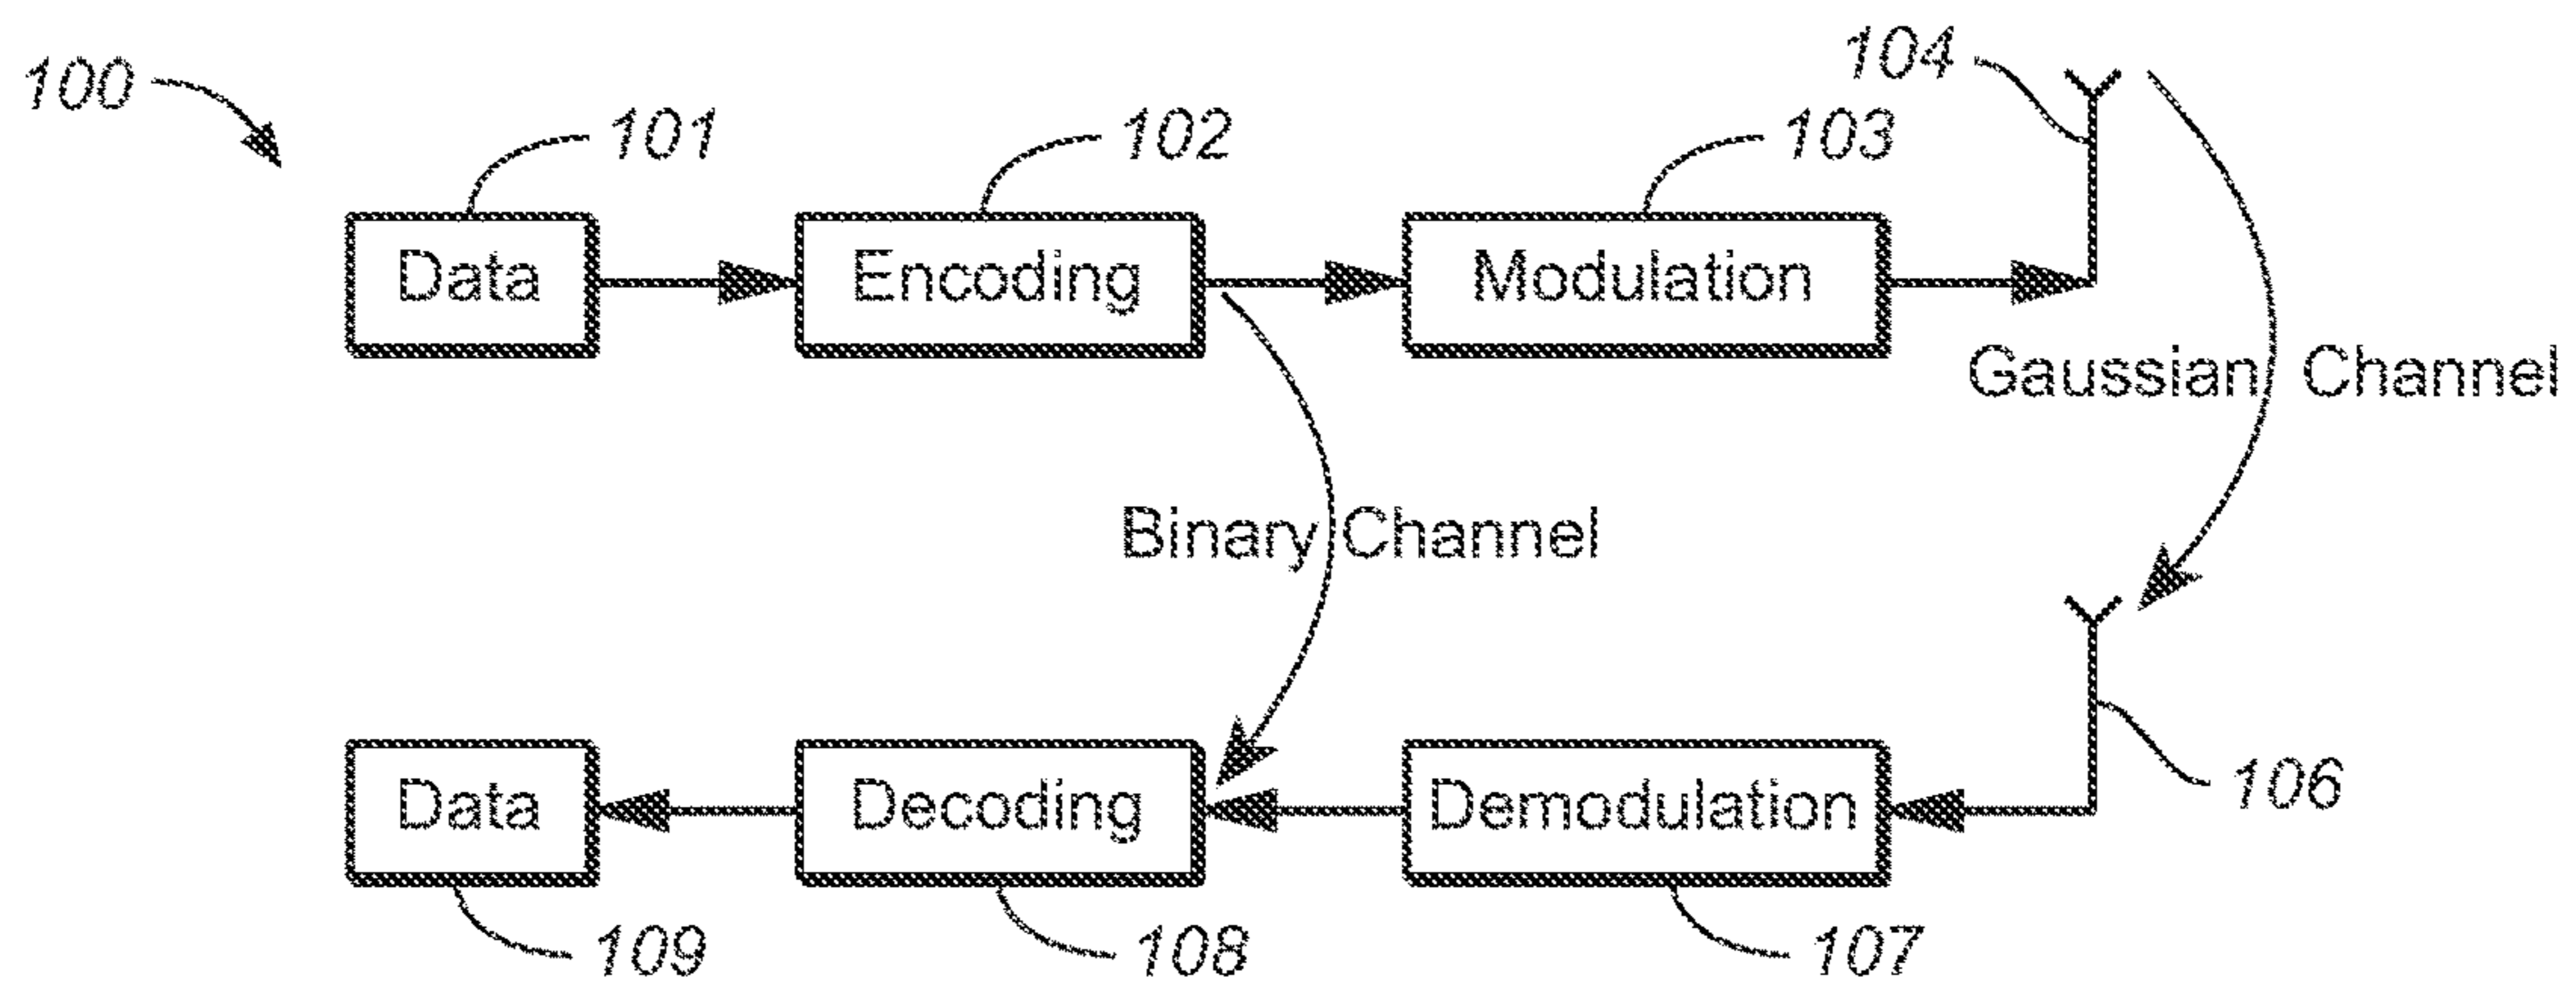 104
100
101
102
103
Data
Encoding
Modulation
Gaussian Channel
Binary Channel
Data
Decoding
Demodulation
106
109
108
107